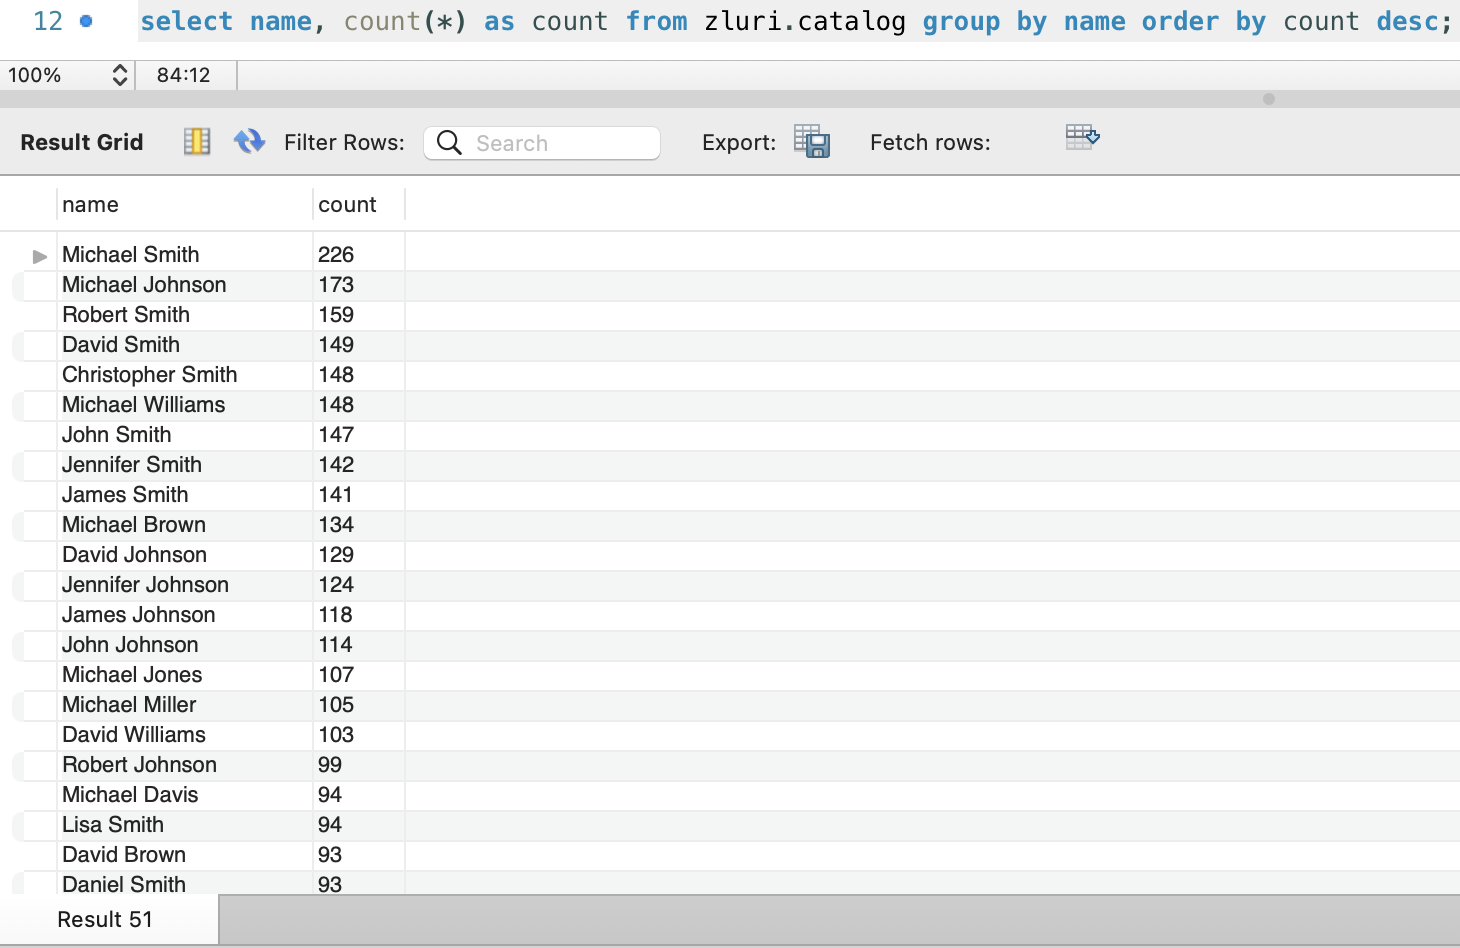 12 select name, count(*) as count from zluri.catalog group by name order by count desc;
100% 84:12
Result Grid Filter Rows: Search Export: Fetch rows:
name count
Michael Smith 226
Michael Johnson 173
Robert Smith 159
David Smith 149
Christopher Smith 148
Michael Williams 148
John Smith 147
Jennifer Smith 142
James Smith 141
Michael Brown 134
David Johnson 129
Jennifer Johnson 124
James Johnson 118
John Johnson 114
Michael Jones 107
Michael Miller 105
David Williams 103
Robert Johnson 99
Michael Davis 94
Lisa Smith 94
David Brown 93
Daniel Smith 93
Result 51